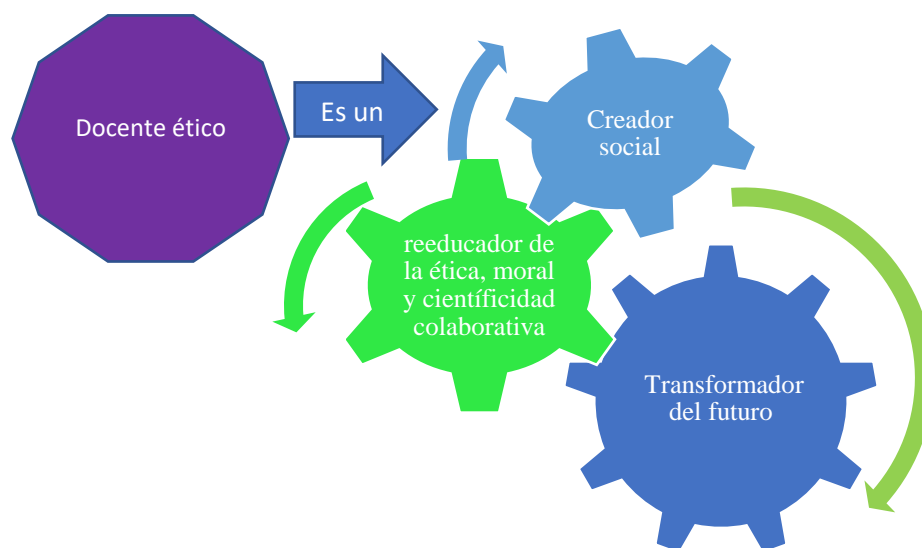 Docente ético
Es un
Creador
social
reeducador de
la ética, moral
y científicidad
colaborativa
Transformador
del futuro